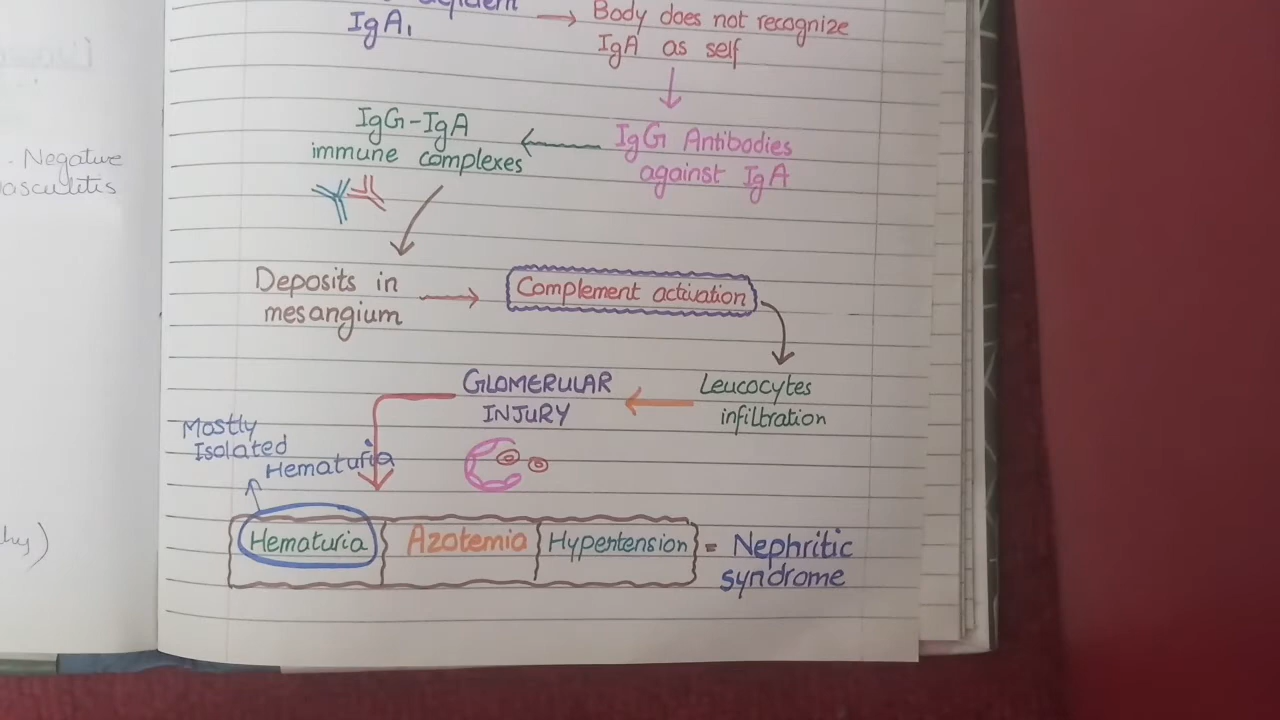 IgA₁
Body does not recognize
IgA as self
IgG-IgA
immune complexes
IgG Antibodies
against IgA
Negative
Deposits in
mesangium
Complement activation
GLOMERULAR
INJURY
Leucocytes
infiltration
Mostly
Isolated
Hematuria
Hematuria
Azotemia
Hypertension
= Nephritic
syndrome